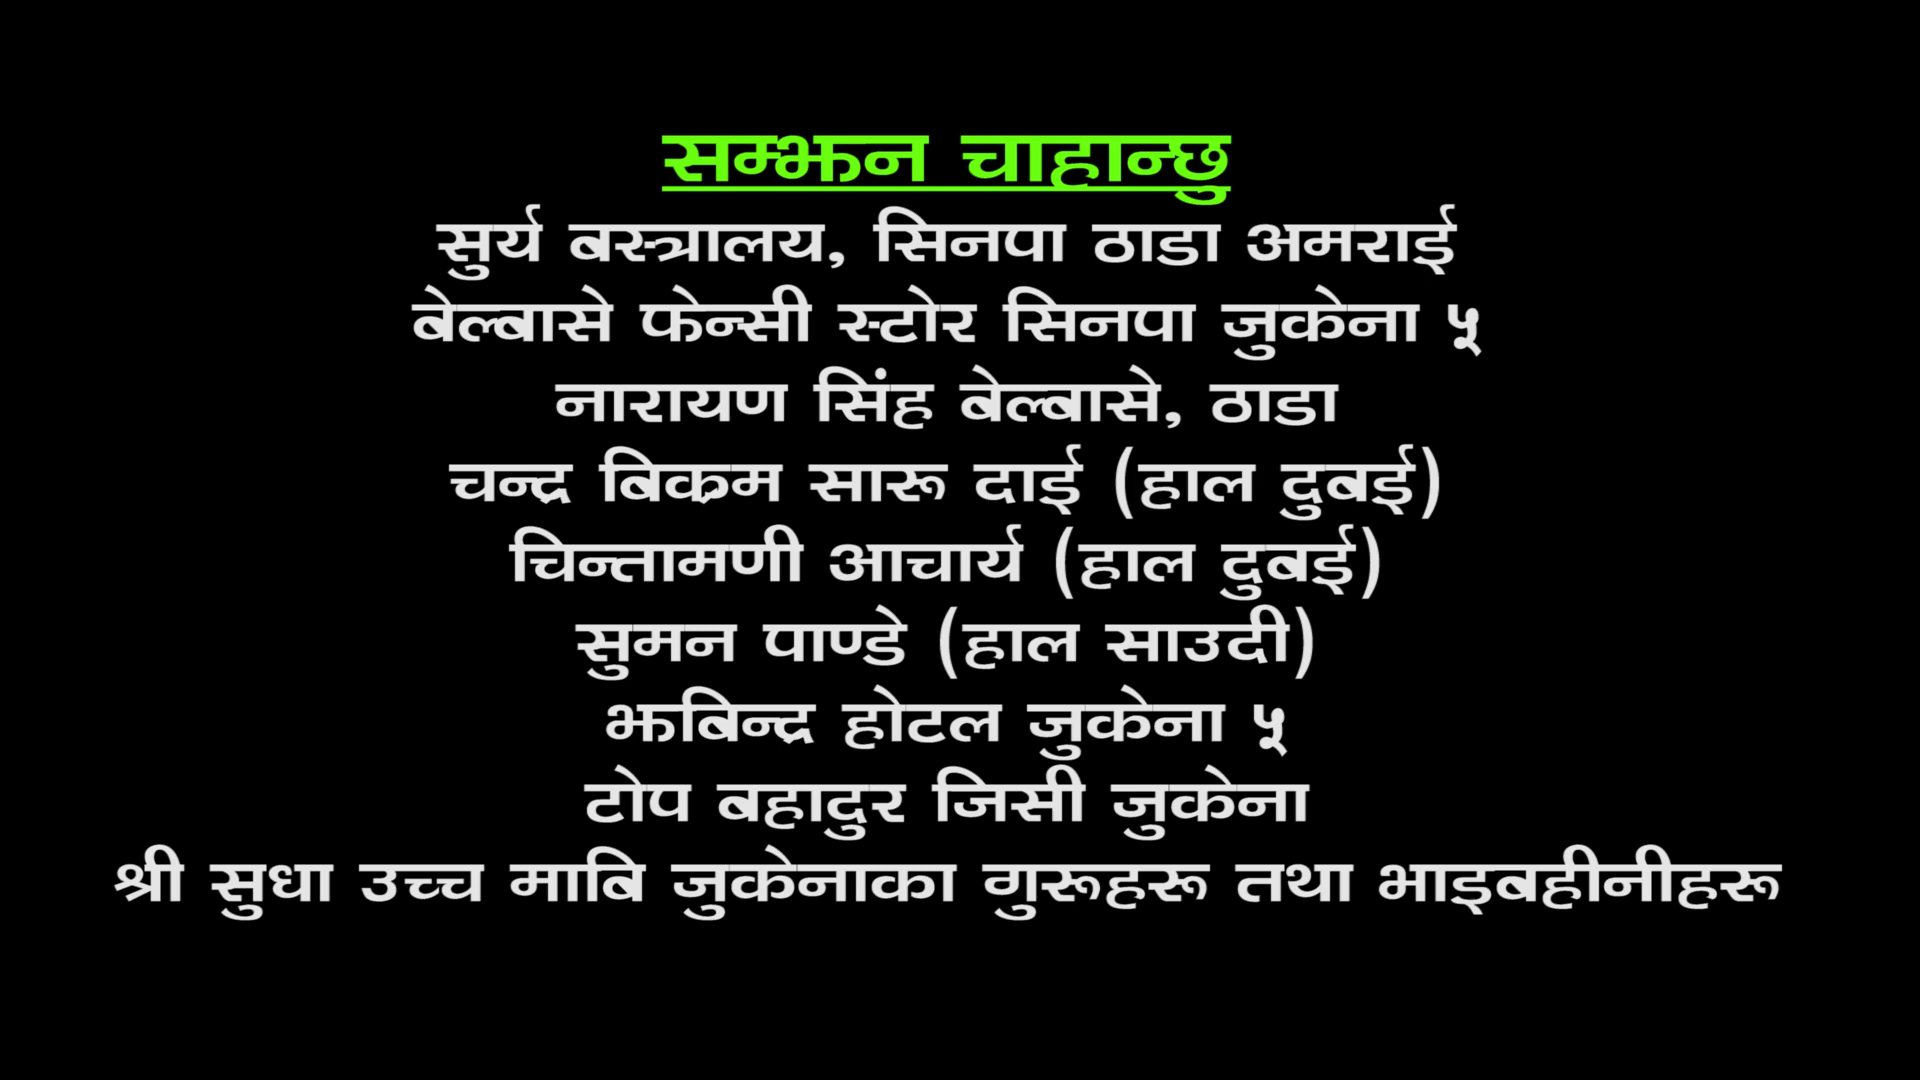 सम्झन चाहान्छु
सुर्य बस्त्रालय, सिनपा ठाडा अमराई
बेल्बासे फेन्सी स्टोर सिनपा जुकेना ५
नारायण सिंह बेल्बासे, ठाडा
चन्द्र बिक्रम सारू दाई (हाल दुबई)
चिन्तामणी आचार्य (हाल दुबई)
सुमन पाण्डे (हाल साउदी)
झबिन्द्र होटल जुकेना ५
टोप बहादुर जिसी जुकेना
श्री सुधा उच्च माबि जुकेनाका गुरूहरू तथा भाइबहीनीहरू